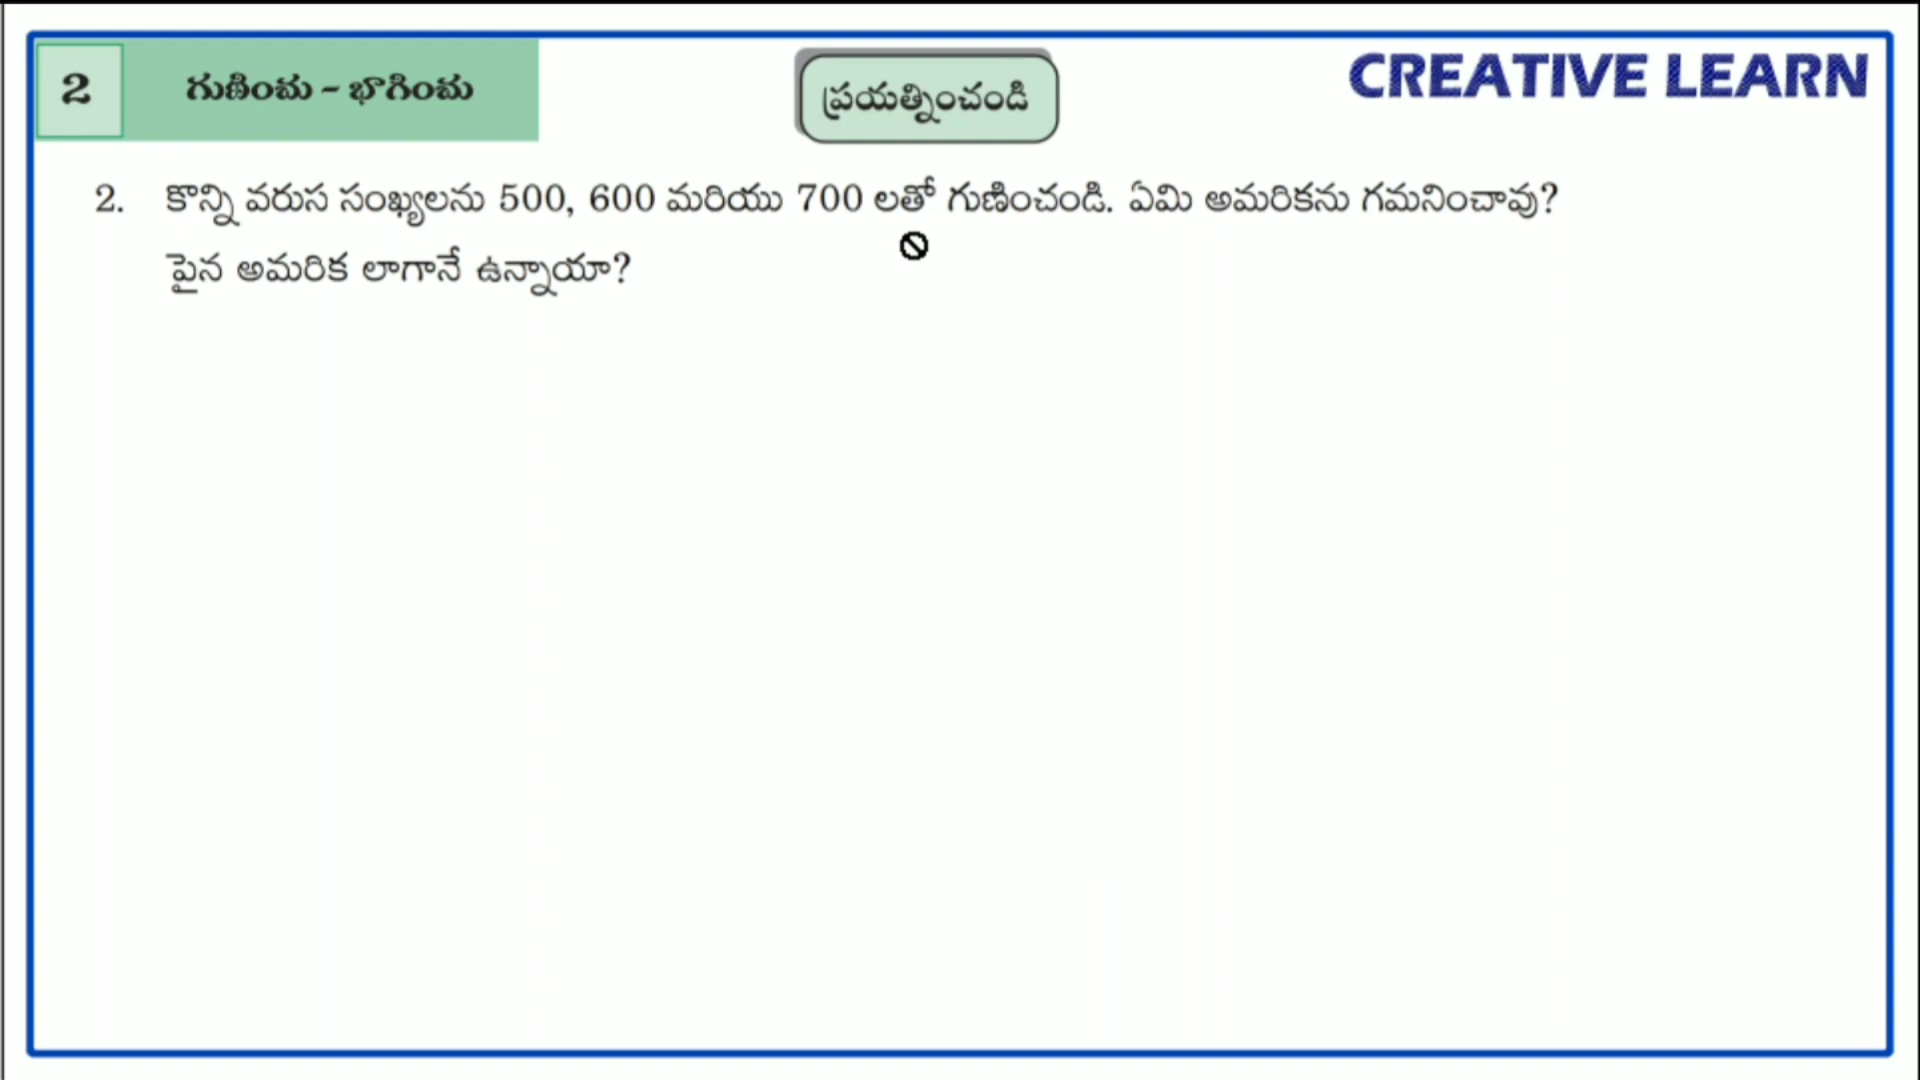 2 గుణించు – భాగించు
ప్రయత్నించండి
CREATIVE LEARN
2. కొన్ని వరుస సంఖ్యలను 500, 600 మరియు 700 లతో గుణించండి. ఏమి అమరికను గమనించావు?
పైన అమరిక లాగానే ఉన్నాయా?